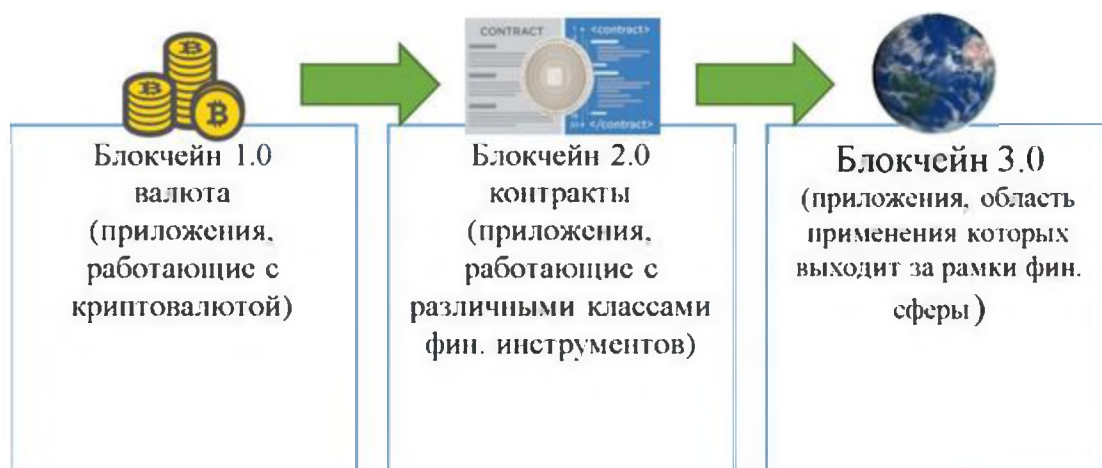 CONTRACT
<contract>
</contract>
Блокчейн 1.0
валюта
(приложения,
работающие с
криптовалютой)
Блокчейн 2.0
контракты
(приложения,
работающие с
различными классами
фин. инструментов)
Блокчейн 3.0
(приложения, область
применения которых
выходит за рамки фин.
сферы)